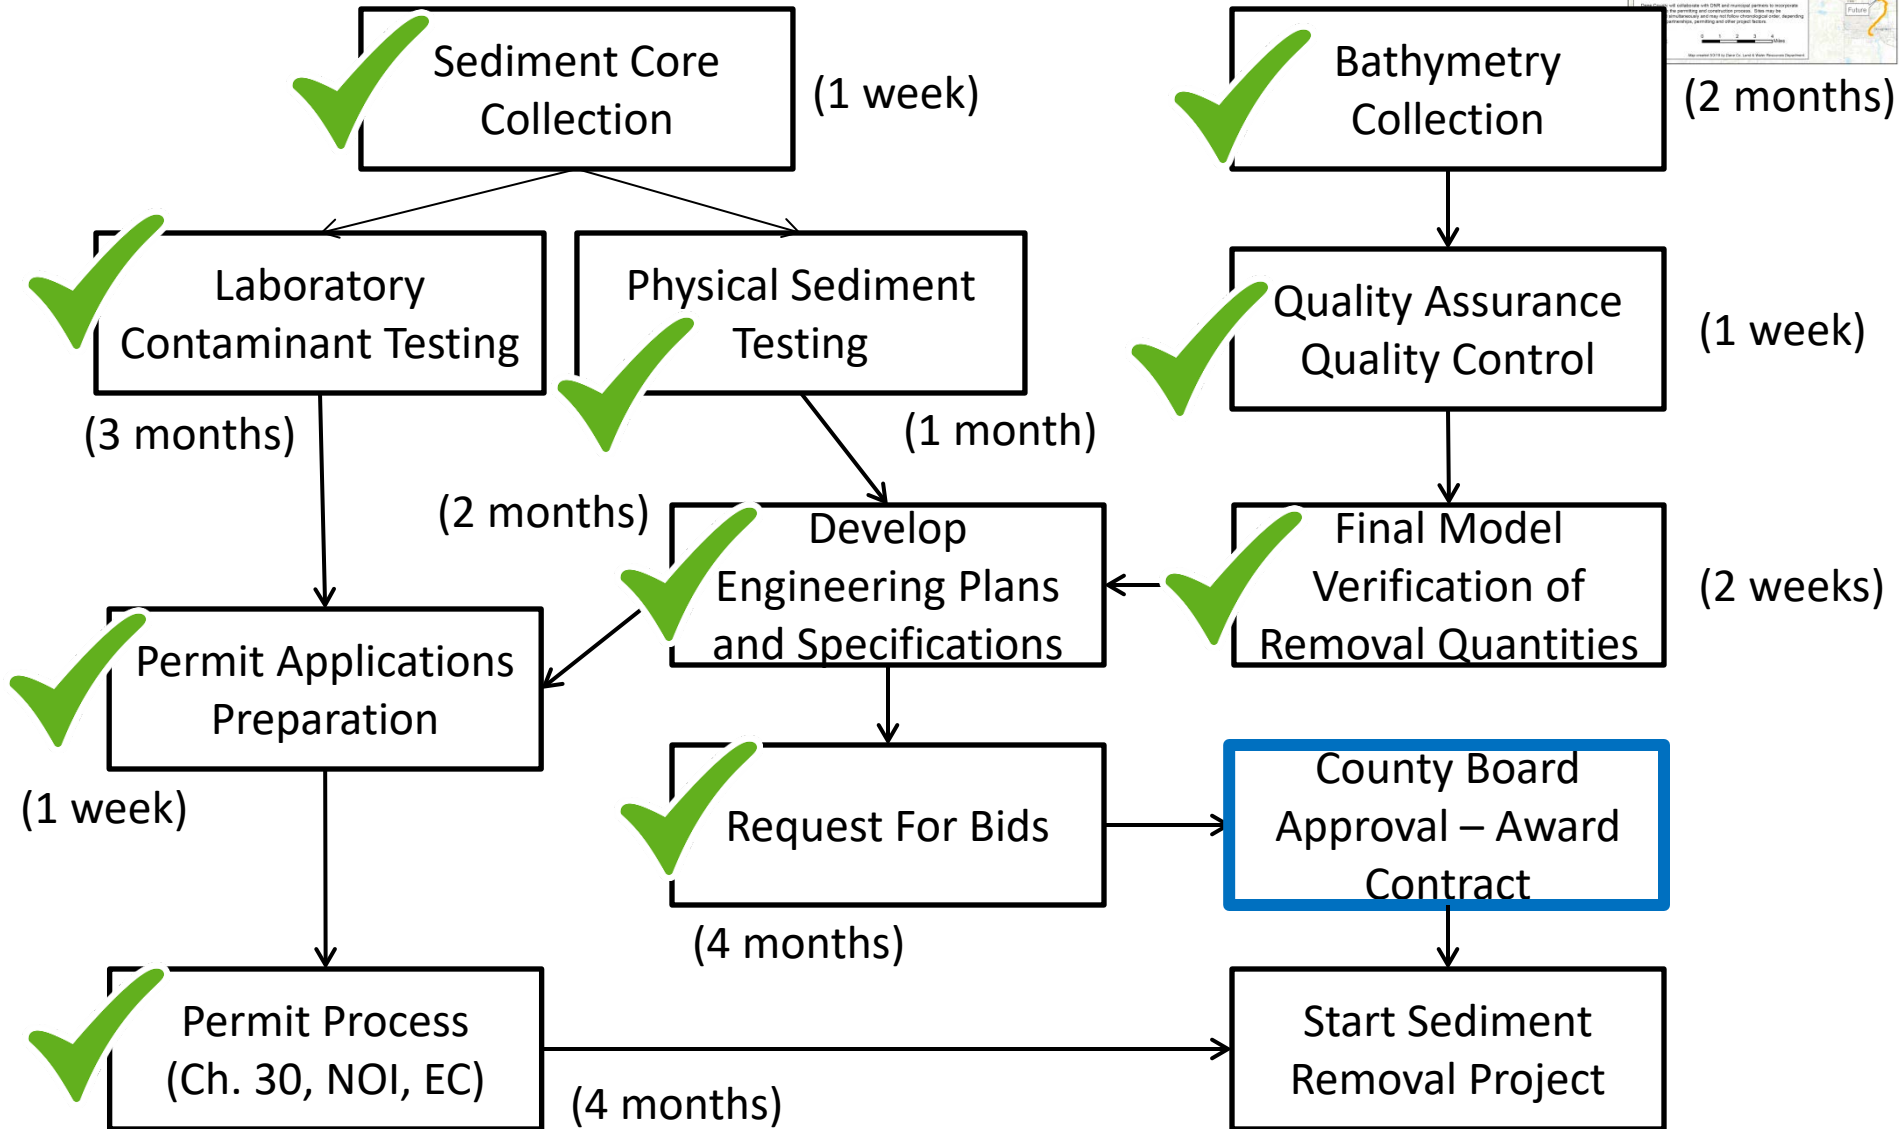 Sediment Core
Collection
(1 week)
Bathymetry
Collection
(2 months)
Future
Laboratory
Contaminant Testing
(3 months)
Physical Sediment
Testing
(1 month)
Quality Assurance
Quality Control
(1 week)
(2 months)
Develop
Engineering Plans
and Specifications
Final Model
Verification of
Removal Quantities
(2 weeks)
Permit Applications
Preparation
(1 week)
Request For Bids
(4 months)
County Board
Approval – Award
Contract
Permit Process
(Ch. 30, NOI, EC)
(4 months)
Start Sediment
Removal Project